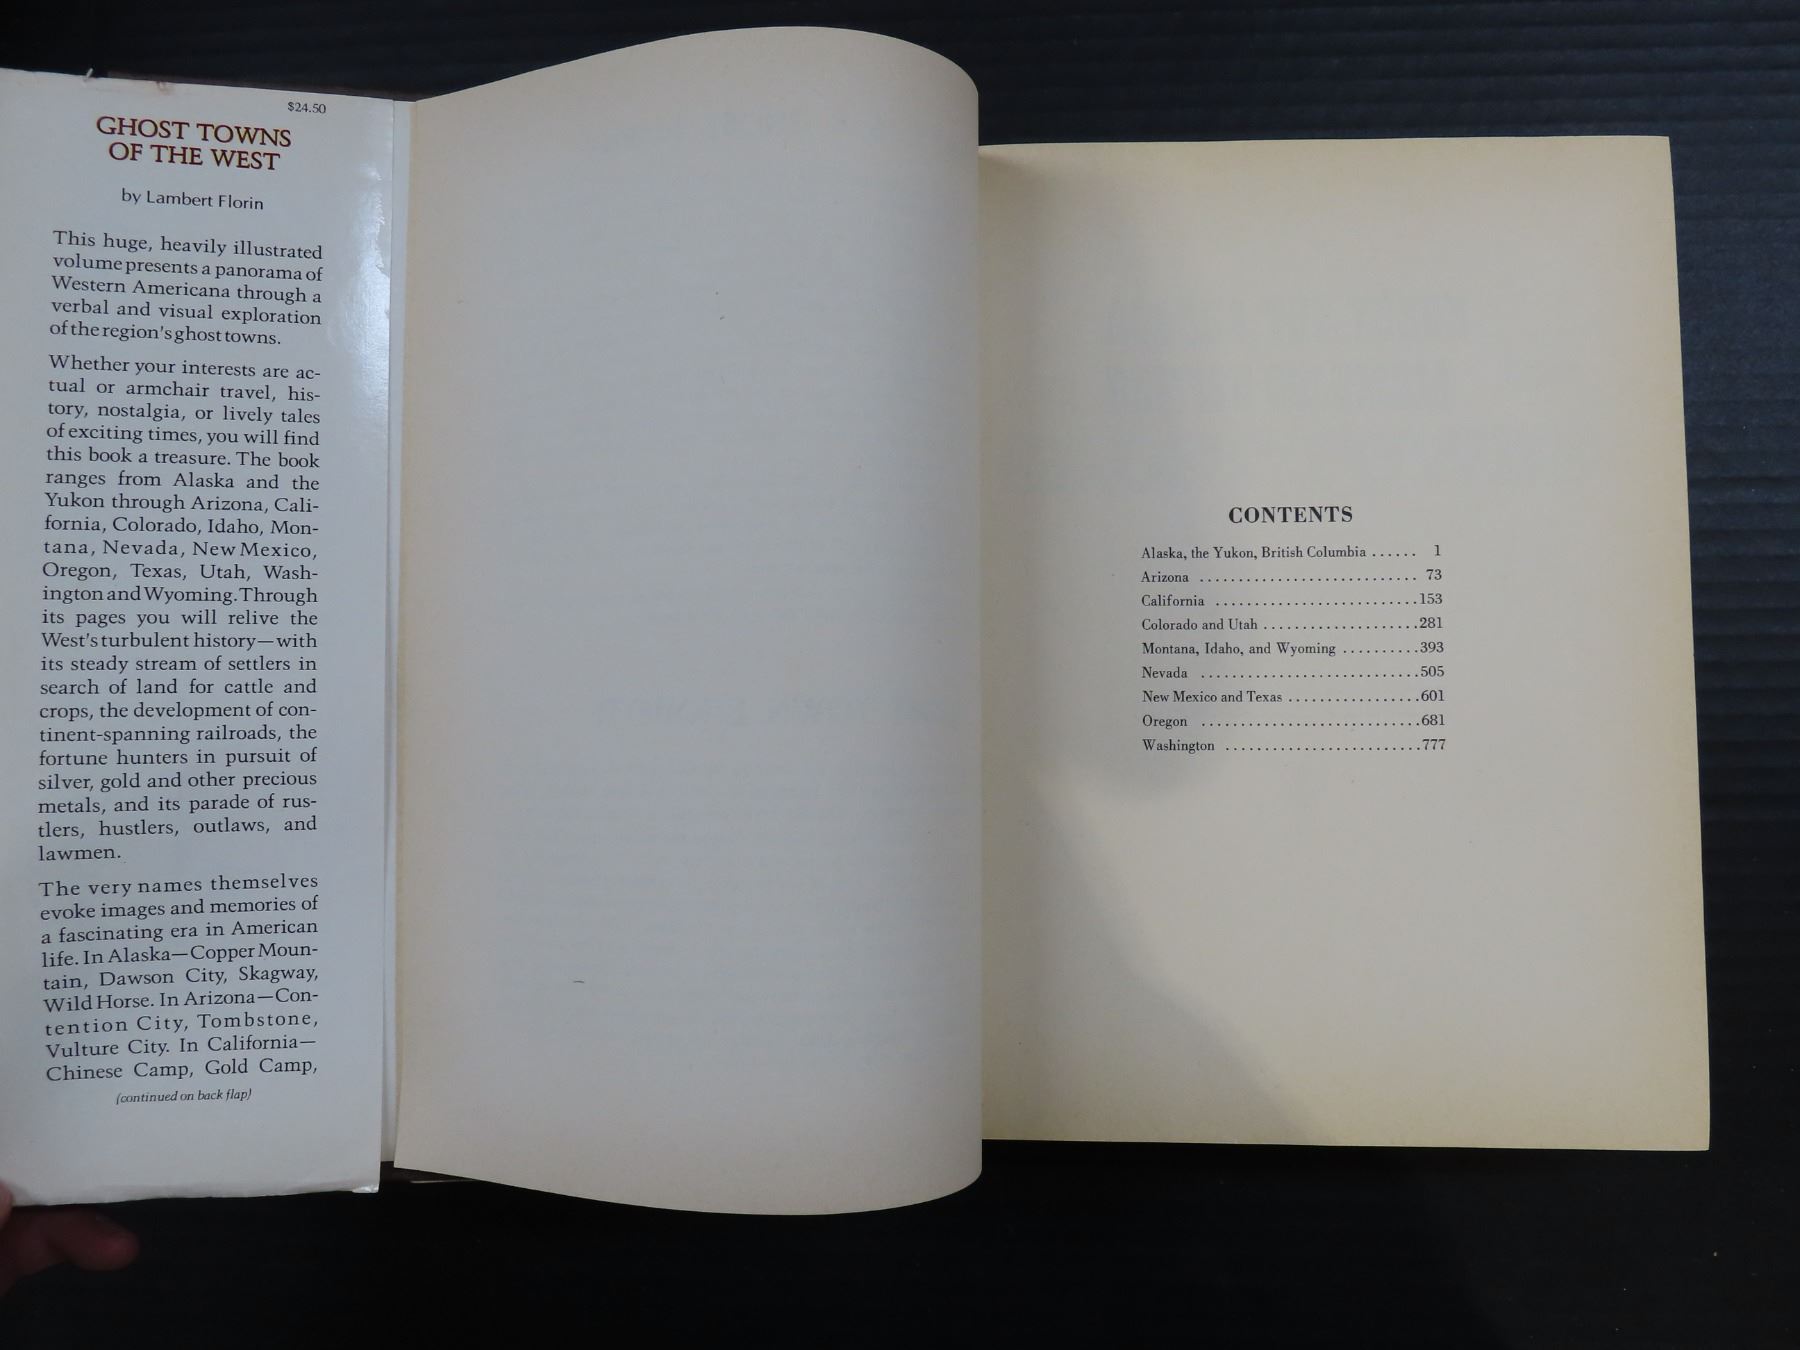 $24.50
GHOST TOWNS
OF THE WEST
by Lambert Florin
This huge, heavily illustrated
volume presents a panorama of
Western Americana through a
verbal and visual exploration
of the region's ghost towns.
Whether your interests are ac-
tual or armchair travel, his-
tory, nostalgia, or lively tales
of exciting times, you will find
this book a treasure. The book
ranges from Alaska and the
Yukon through Arizona, Cali-
fornia, Colorado, Idaho, Mon-
tana, Nevada, New Mexico,
Oregon, Texas, Utah, Wash-
ington and Wyoming. Through
its pages you will relive the
West's turbulent history—with
its steady stream of settlers in
search of land for cattle and
crops, the development of con-
tinent-spanning railroads, the
fortune hunters in pursuit of
silver, gold and other precious
metals, and its parade of rus-
tlers, hustlers, outlaws, and
lawmen.
The very names themselves
evoke images and memories of
a fascinating era in American
life. In Alaska—Copper Moun-
tain, Dawson City, Skagway,
Wild Horse. In Arizona—Con-
tention City, Tombstone,
Vulture City. In California—
Chinese Camp, Gold Camp,
(continued on back flap)
CONTENTS
Alaska, the Yukon, British Columbia ...... 1
Arizona ............................ 73
California ..........................153
Colorado and Utah ....................281
Montana, Idaho, and Wyoming ..........393
Nevada ............................505
New Mexico and Texas .................601
Oregon ............................681
Washington .........................777